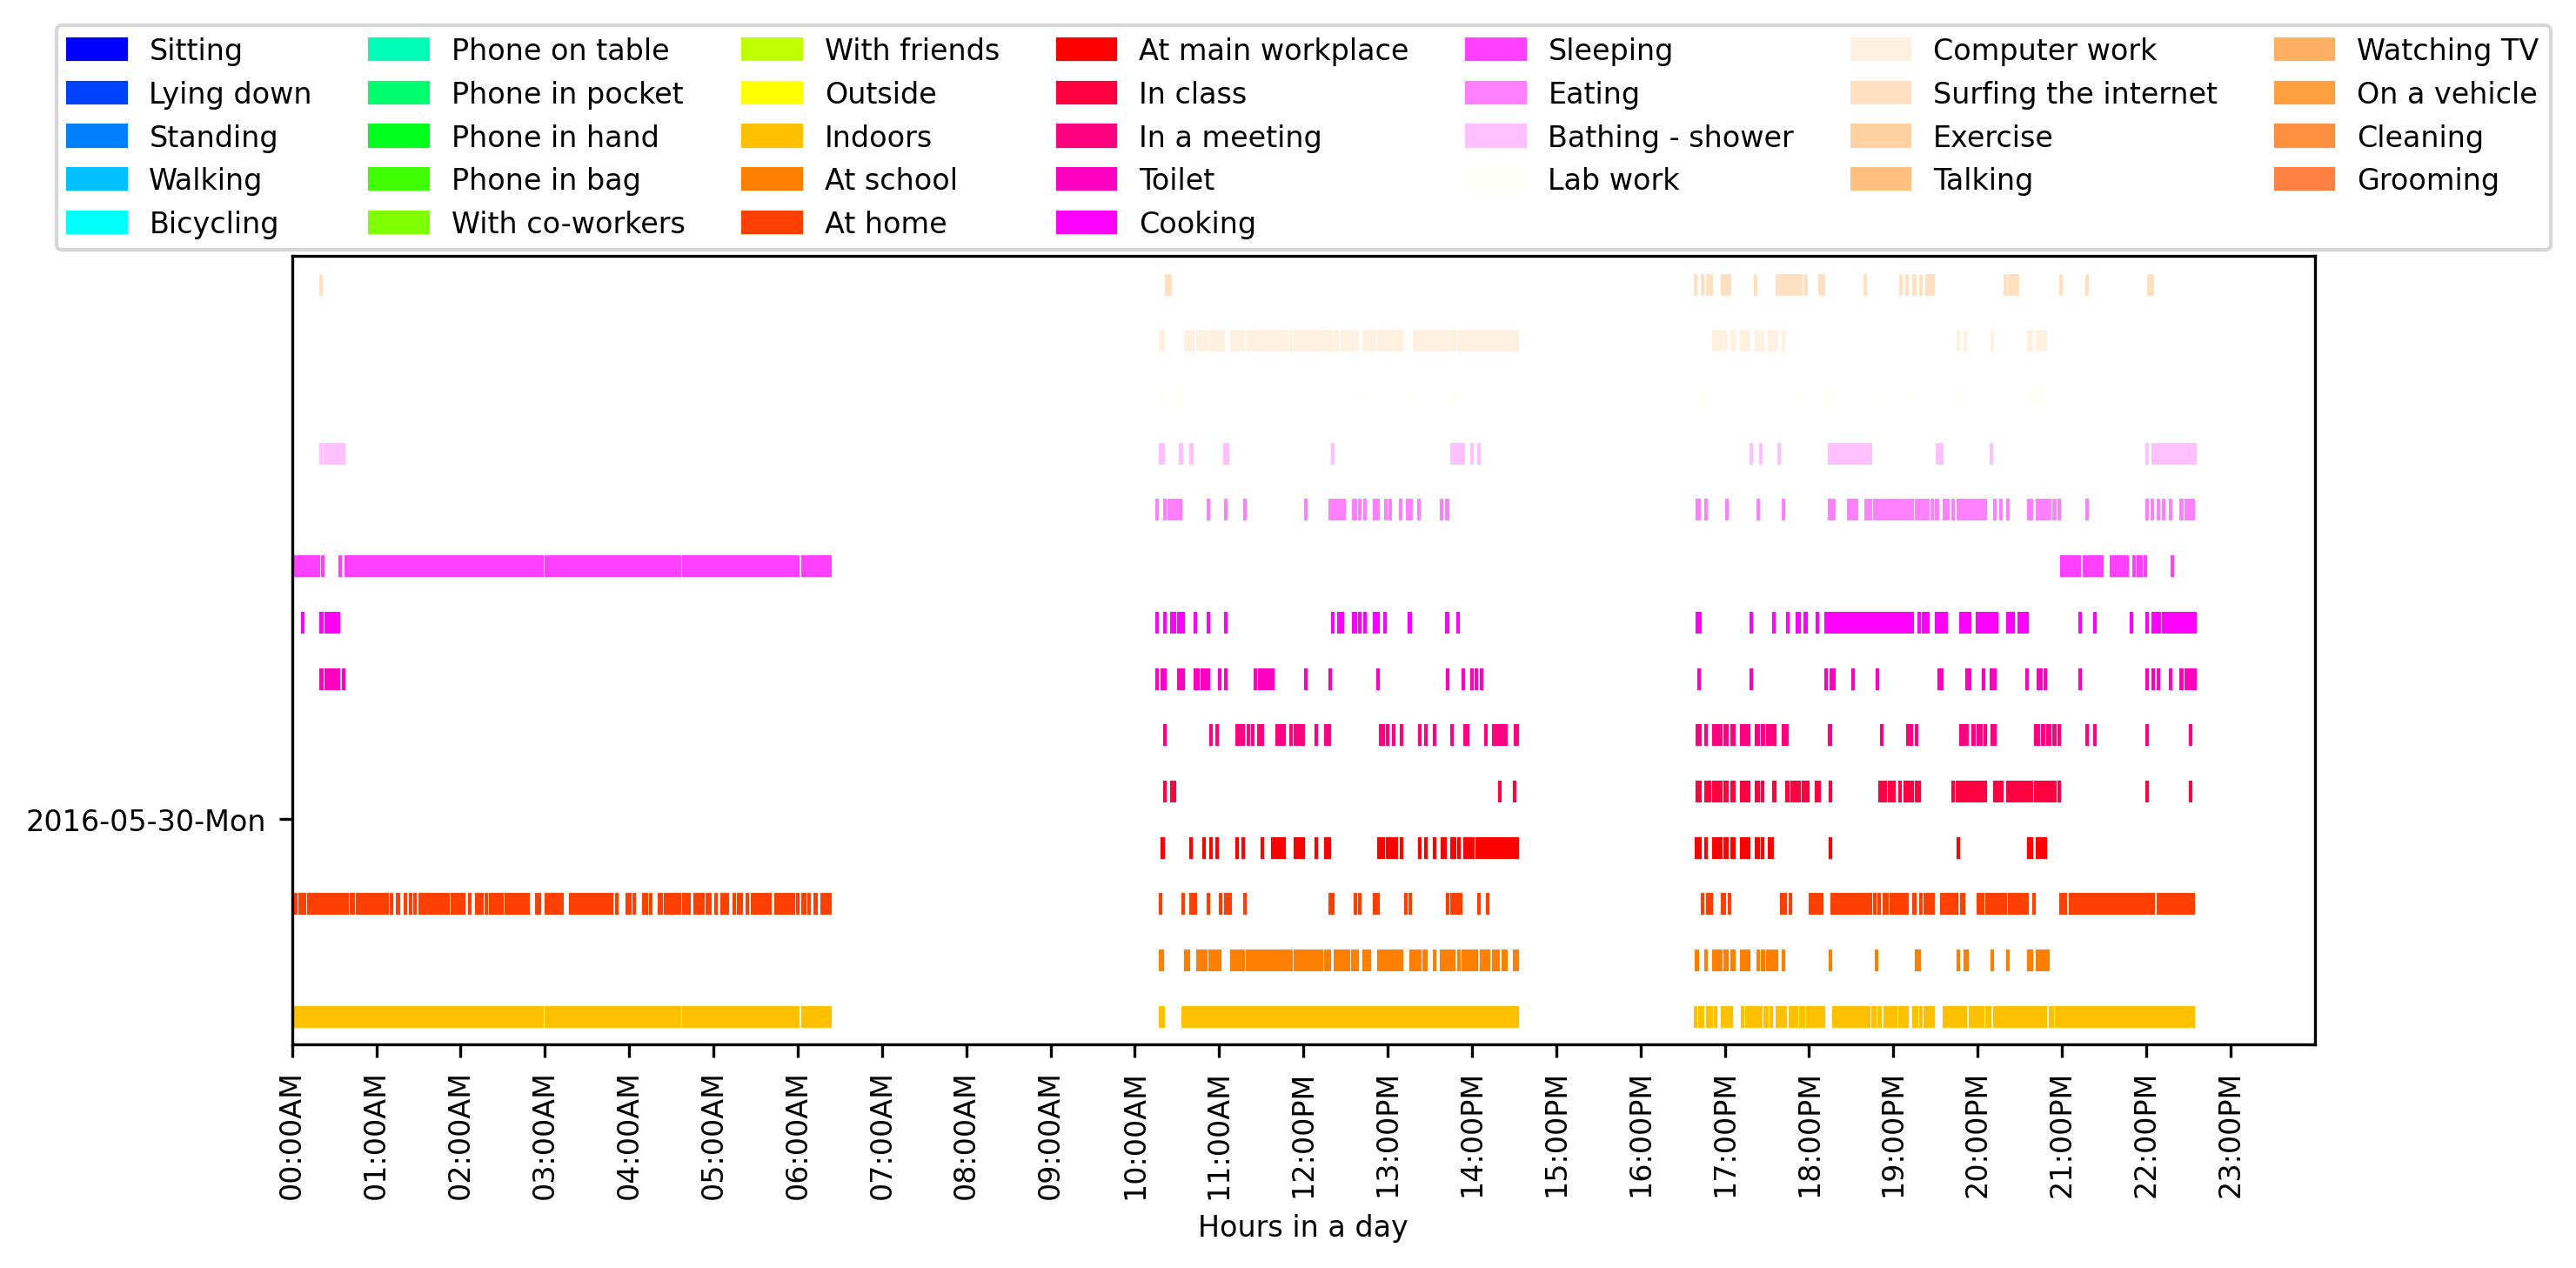 Sitting Phone on table With friends At main workplace Sleeping Computer work Watching TV
Lying down Phone in pocket Outside In class Eating Surfing the internet On a vehicle
Standing Phone in hand Indoors In a meeting Bathing - shower Exercise Cleaning
Walking Phone in bag At school Toilet Lab work Talking Grooming
Bicycling With co-workers At home Cooking
2016-05-30-Mon
00:00AM 01:00AM 02:00AM 03:00AM 04:00AM 05:00AM 06:00AM 07:00AM 08:00AM 09:00AM 10:00AM 11:00AM 12:00PM 13:00PM 14:00PM 15:00PM 16:00PM 17:00PM 18:00PM 19:00PM 20:00PM 21:00PM 22:00PM 23:00PM
Hours in a day